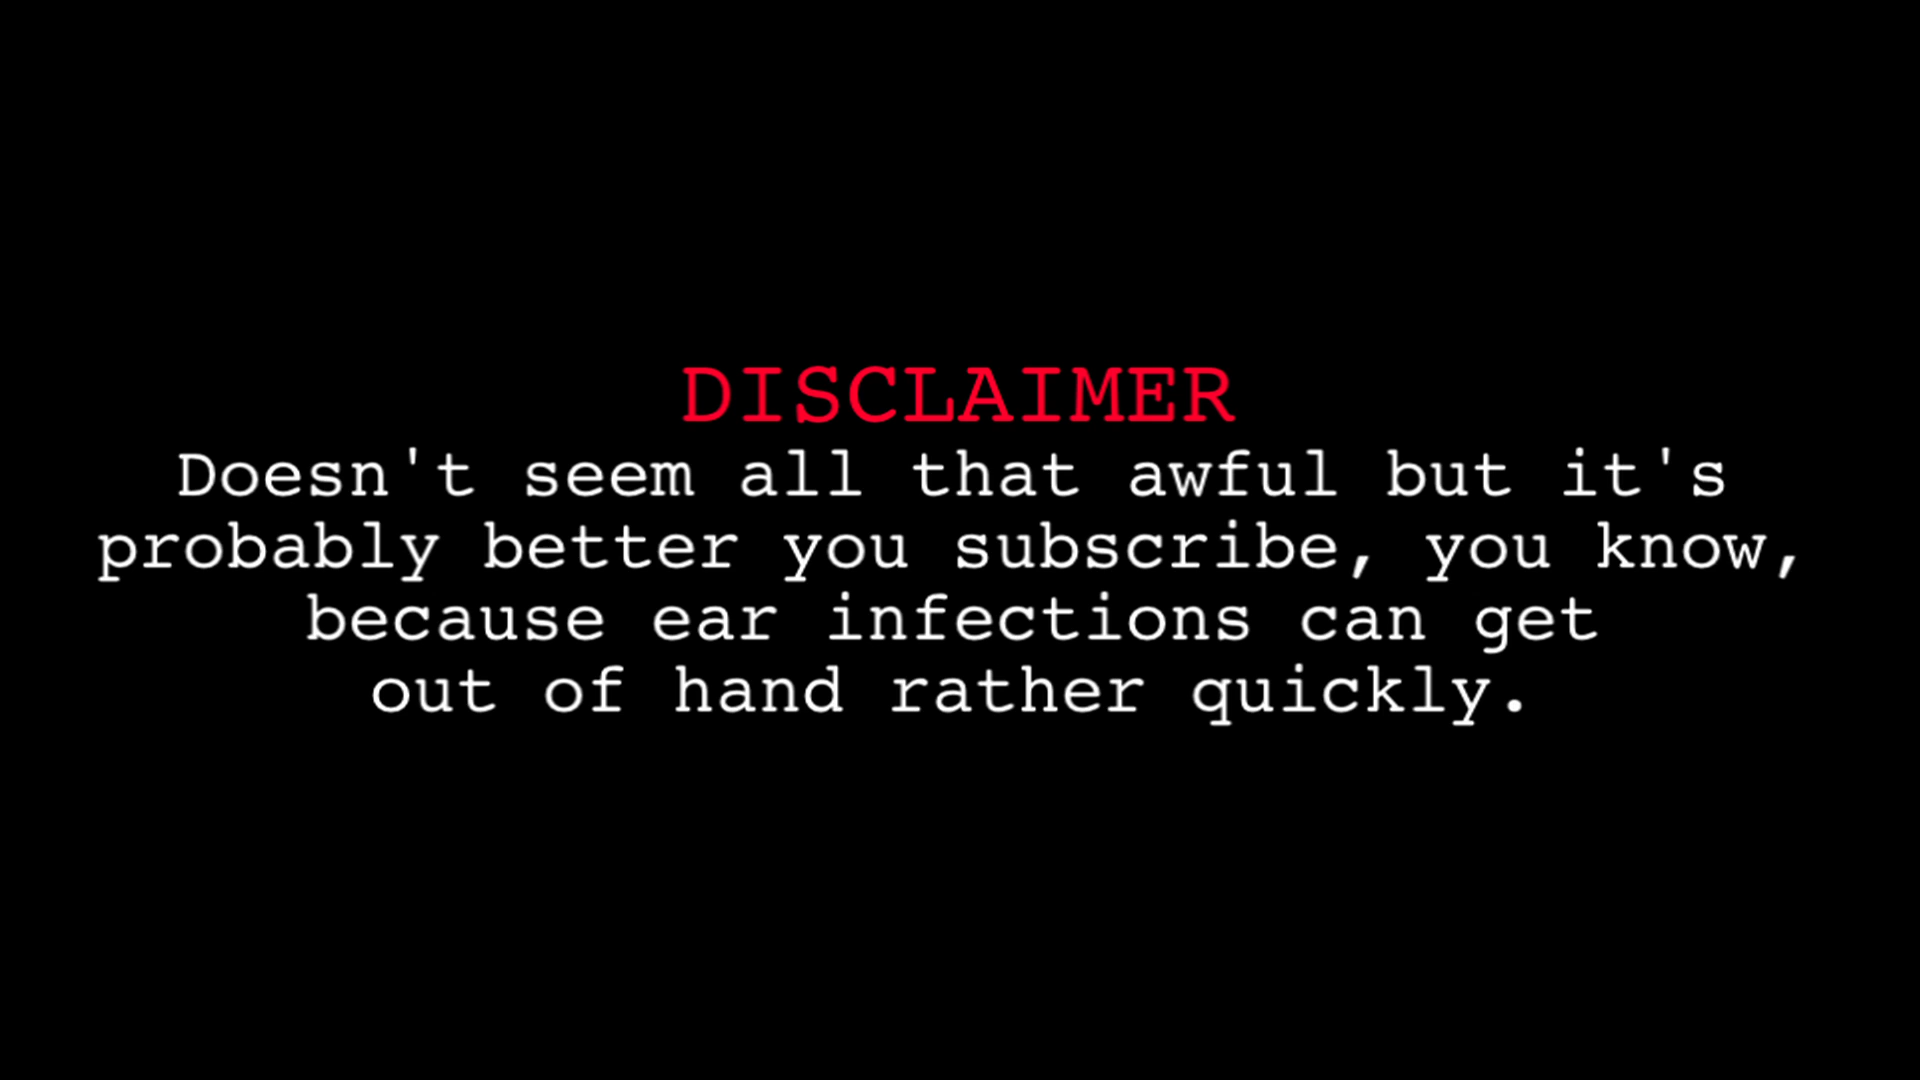 DISCLAIMER
Doesn't seem all that awful but it's
probably better you subscribe, you know,
because ear infections can get
out of hand rather quickly.